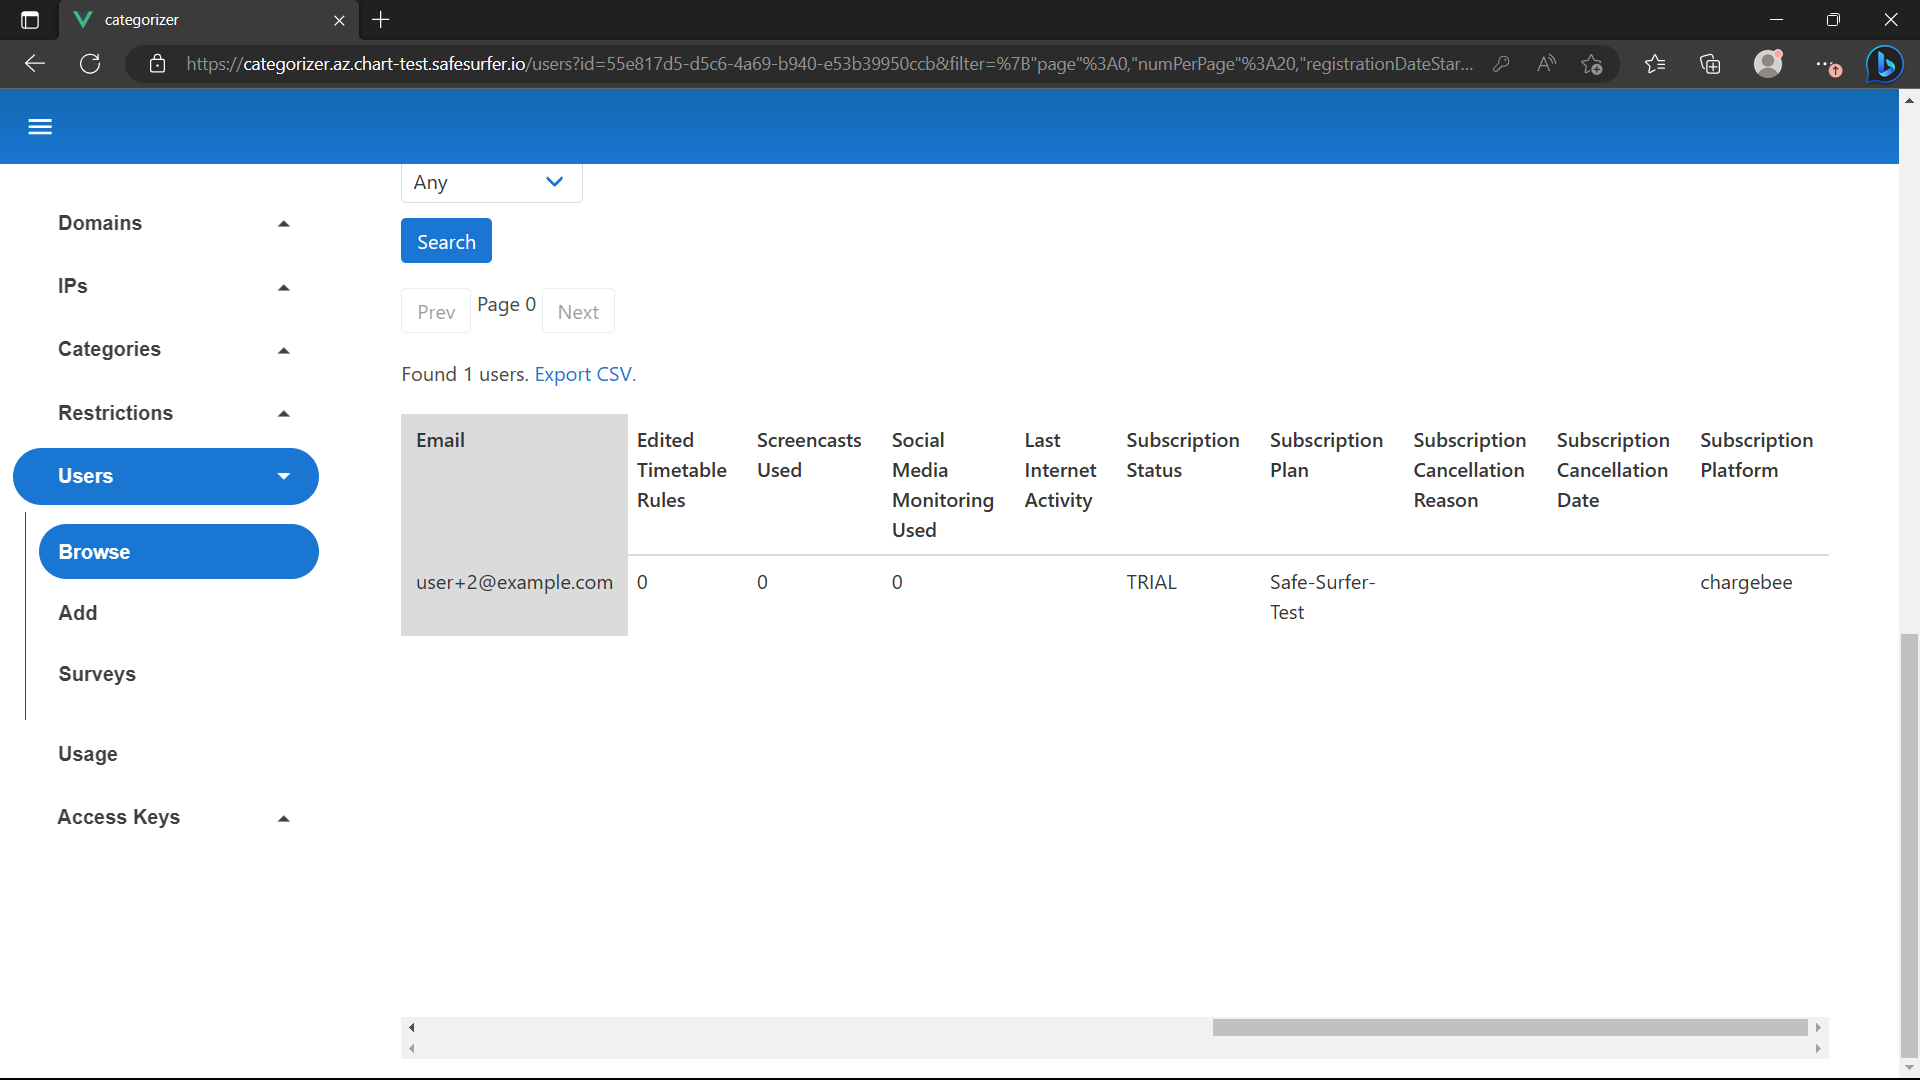 categorizer
https://categorizer.az.chart-test.safesurfer.io/users?id=55e817d5-d5c6-4a69-b940-e53b39950ccb&filter=%7B"page"%3A0,"numPerPage"%3A20,"registrationDateStar...
Any
Search
Prev Page 0 Next
Found 1 users. Export CSV.
Domains
IPs
Categories
Restrictions
Users
Browse
Add
Surveys
Usage
Access Keys
Email
Edited
Timetable
Rules
Screencasts
Used
Social
Media
Monitoring
Used
Last
Internet
Activity
Subscription
Status
Subscription
Plan
Subscription
Cancellation
Reason
Subscription
Cancellation
Date
Subscription
Platform
user+2@example.com 0 0 0 TRIAL Safe-Surfer- chargebee
Test